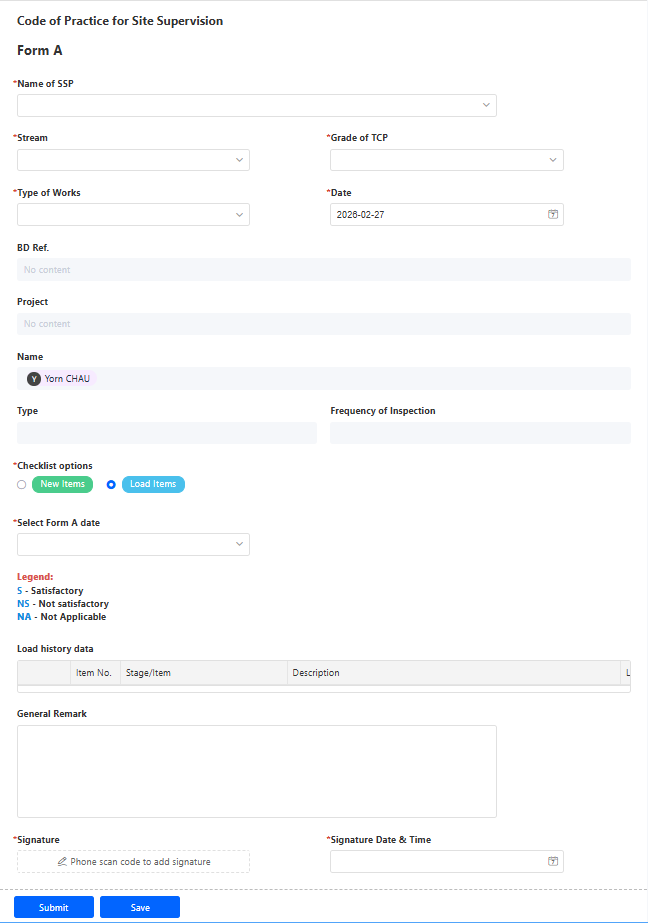 Code of Practice for Site Supervision
Form A
*Name of SSP
*Stream
*Grade of TCP
*Type of Works
*Date
2026-02-27
BD Ref.
No content
Project
No content
Name
Y Yorn CHAU
Type
Frequency of Inspection
*Checklist options
New Items
Load Items
*Select Form A date
Legend:
S - Satisfactory
NS - Not satisfactory
NA - Not Applicable
Load history data
Item No. Stage/Item Description L
General Remark
*Signature
*Signature Date & Time
Phone scan code to add signature
Submit
Save